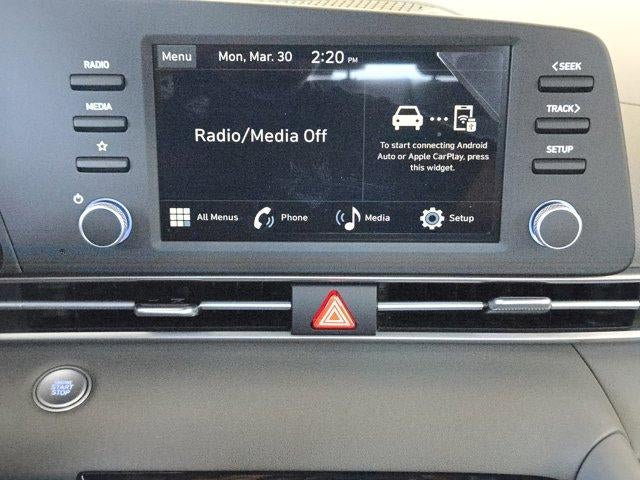 Menu Mon, Mar. 30 2:20 PM
RADIO
MEDIA
<SEEK
TRACK>
SETUP
Radio/Media Off
To start connecting Android
Auto or Apple CarPlay, press
this widget.
All Menus
Phone
Media
Setup
ENGINE
START
STOP